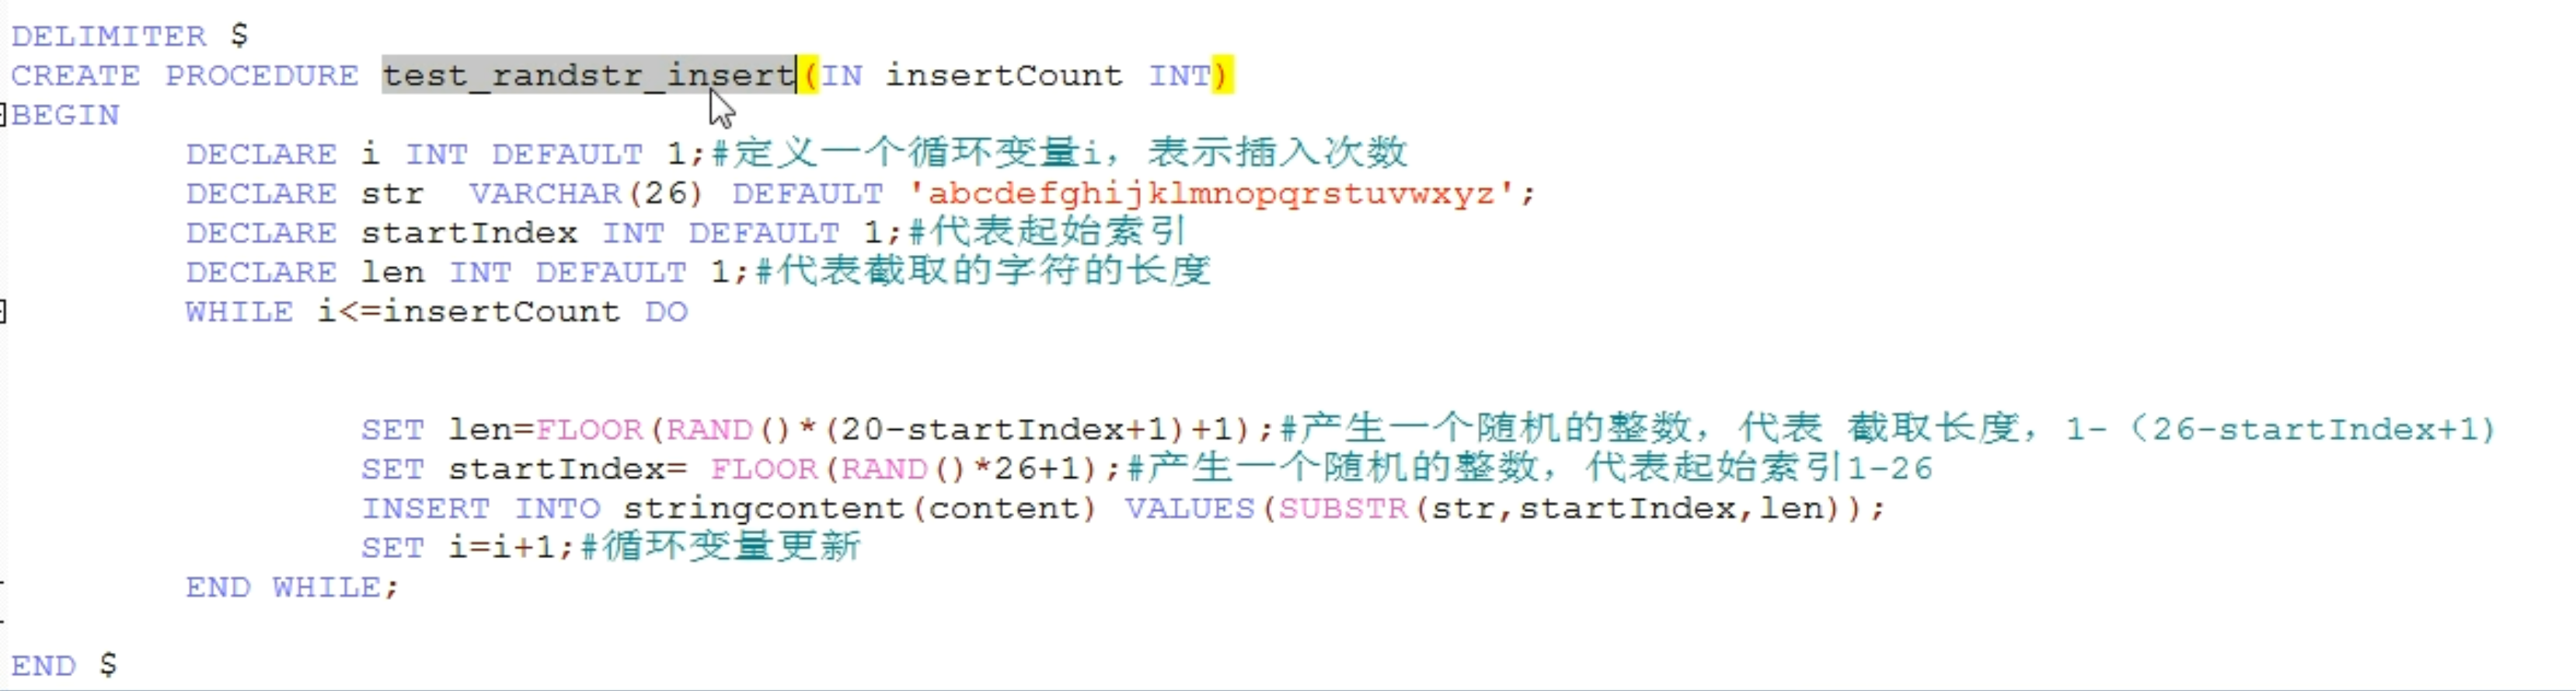 DELIMITER $
CREATE PROCEDURE test_randstr_insert(IN insertCount INT)
BEGIN
DECLARE i INT DEFAULT 1;#定义一个循环变量i，表示插入次数
DECLARE str  VARCHAR(26) DEFAULT 'abcdefghijklmnopqrstuvwxyz';
DECLARE startIndex INT DEFAULT 1;#代表起始索引
DECLARE len INT DEFAULT 1;#代表截取的字符的长度
WHILE i<=insertCount DO
SET len=FLOOR(RAND()*(20-startIndex+1)+1);#产生一个随机的整数，代表 截取长度，1-（26-startIndex+1)
SET startIndex= FLOOR(RAND()*26+1);#产生一个随机的整数，代表起始索引1-26
INSERT INTO stringcontent(content) VALUES(SUBSTR(str,startIndex,len));
SET i=i+1;#循环变量更新
END WHILE;
END $